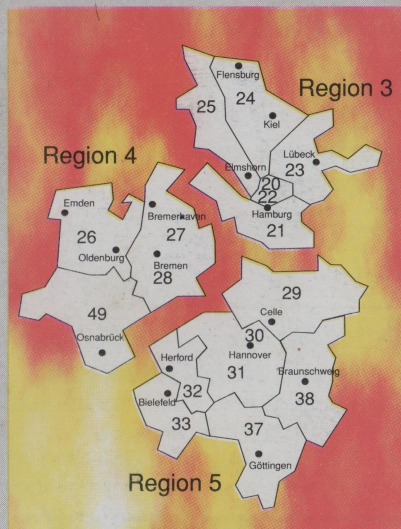 Flensburg
24
25
Region 3
Kiel
Lübeck
23
Elmshorn
20
22
Hamburg
21
Region 4
Emden
Bremerhaven
26
27
Oldenburg
Bremen
28
49
Osnabrück
29
Celle
30
Hannover
31
Herford
Braunschweig
38
32
Bielefeld
33
37
Göttingen
Region 5